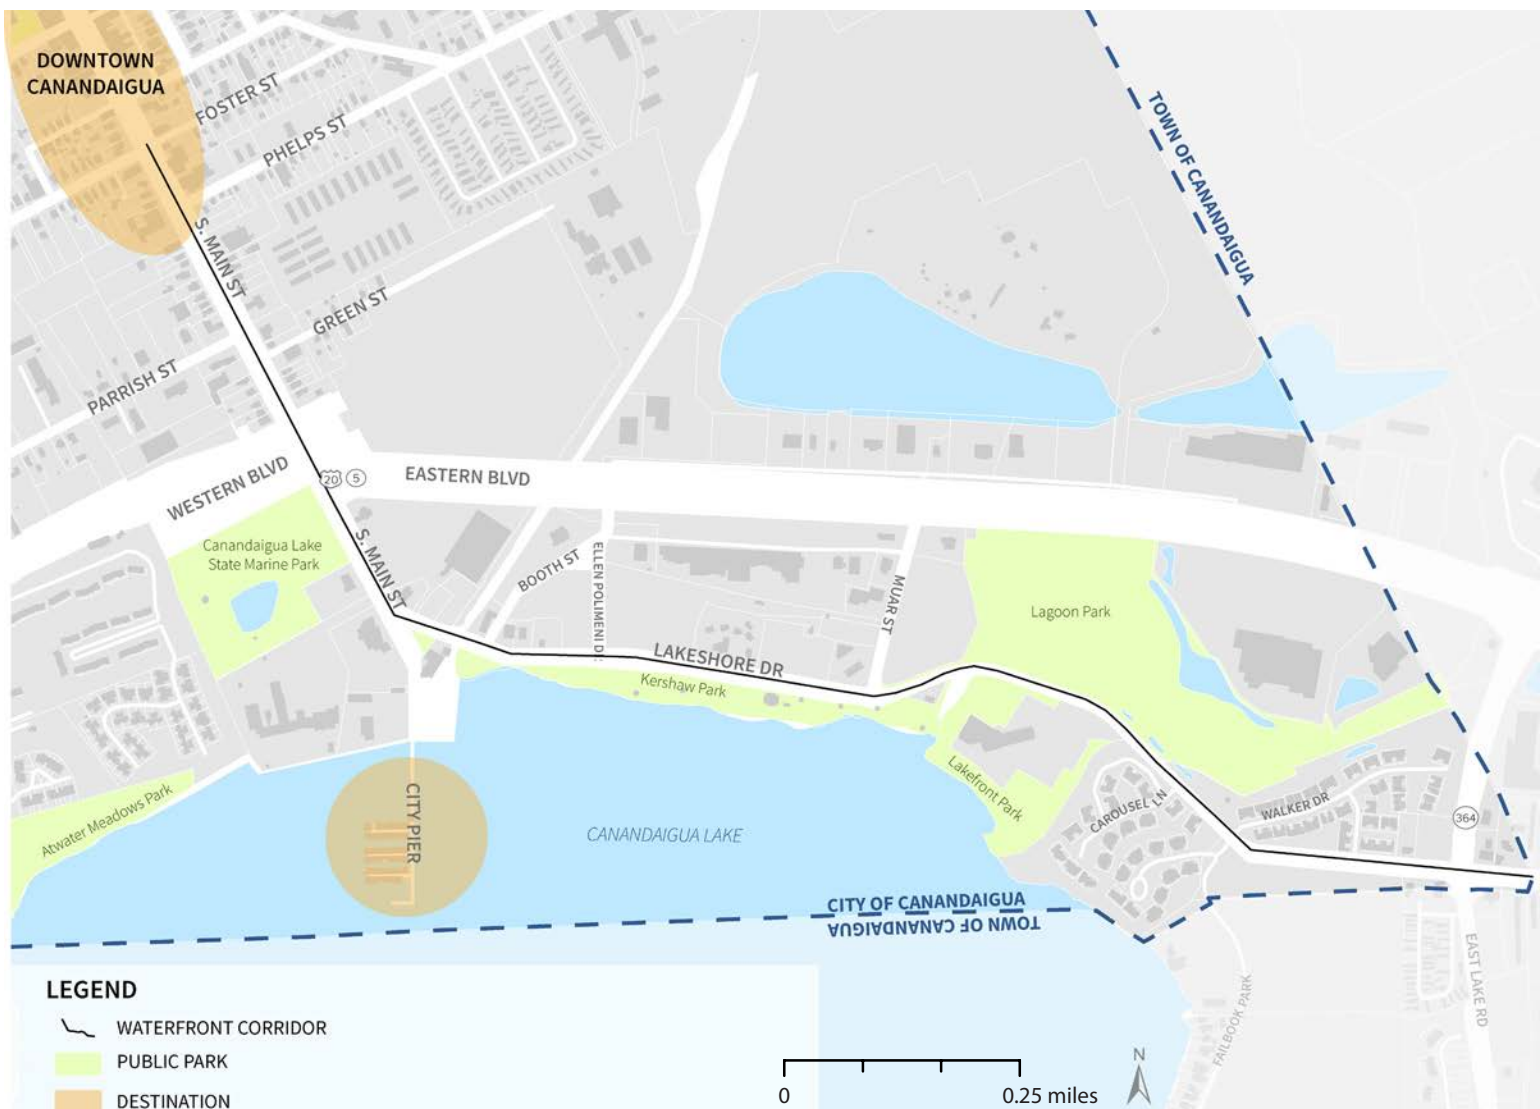 DOWNTOWN
CANANDAIGUA
FOSTER ST
PHELPS ST
TOWN OF CANANDAIGUA
S. MAIN ST
GREEN ST
PARRISH ST
WESTERN BLVD
20
5
EASTERN BLVD
Canandaigua Lake
State Marine Park
S. MAIN ST
BOOTH ST
ELLEN POLIMENI DR
MUAR ST
Lagoon Park
LAKESHORE DR
Kershaw Park
Lakefront Park
CAROUSEL LN
WALKER DR
364
Atwater Meadows Park
CITY PIER
CANANDAIGUA LAKE
CITY OF CANANDAIGUA
TOWN OF CANANDAIGUA
EAST LAKE RD
FAILBOOK PARK
LEGEND
WATERFRONT CORRIDOR
PUBLIC PARK
DESTINATION
0
0.25 miles
N